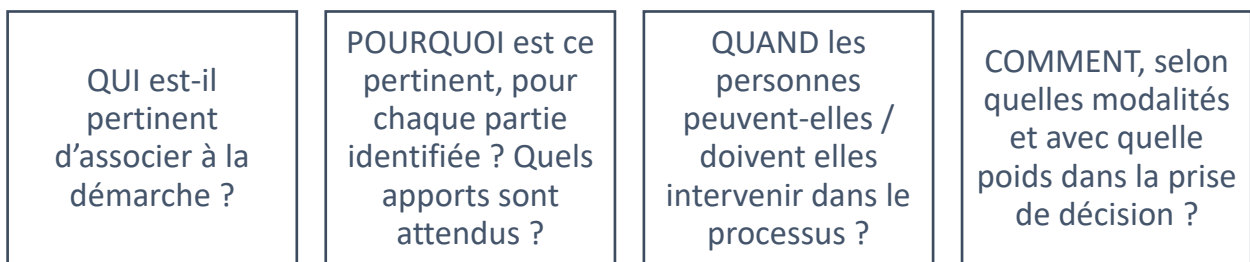 QUI est-il
pertinent
d’associer à la
démarche ?
POURQUOI est ce
pertinent, pour
chaque partie
identifiée ? Quels
apports sont
attendus ?
QUAND les
personnes
peuvent-elles /
doivent elles
intervenir dans le
processus ?
COMMENT, selon
quelles modalités
et avec quelle
poids dans la prise
de décision ?